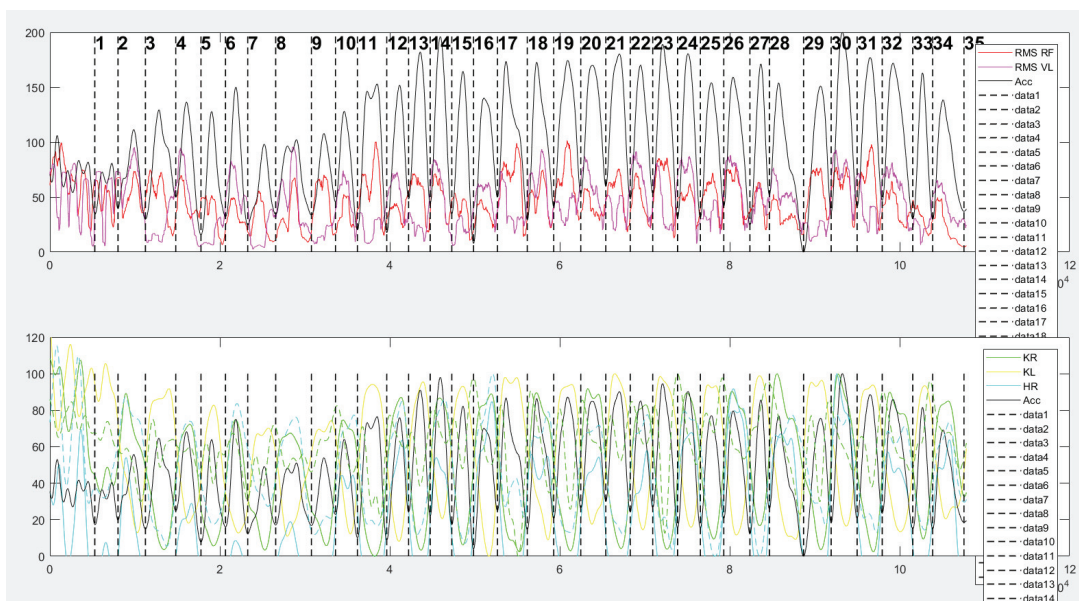 200
150
100
50
0
1 2 3 4 5 6 7 8 9 10 11 12 13 14 15 16 17 18 19 20 21 22 23 24 25 26 27 28 29 30 31 32 33 34 35
0 2 4 6 8 10 12
RMS RF
RMS VL
Acc
data1
data2
data3
data4
data5
data6
data7
data8
data9
data10
data11
data12
data13
data14
data15
data16
data17
data18
0⁴
120
100
80
60
40
20
0
0 2 4 6 8 10 12
KR
KL
HR
Acc
data1
data2
data3
data4
data5
data6
data7
data8
data9
data10
data11
data12
data13
data14
0⁴